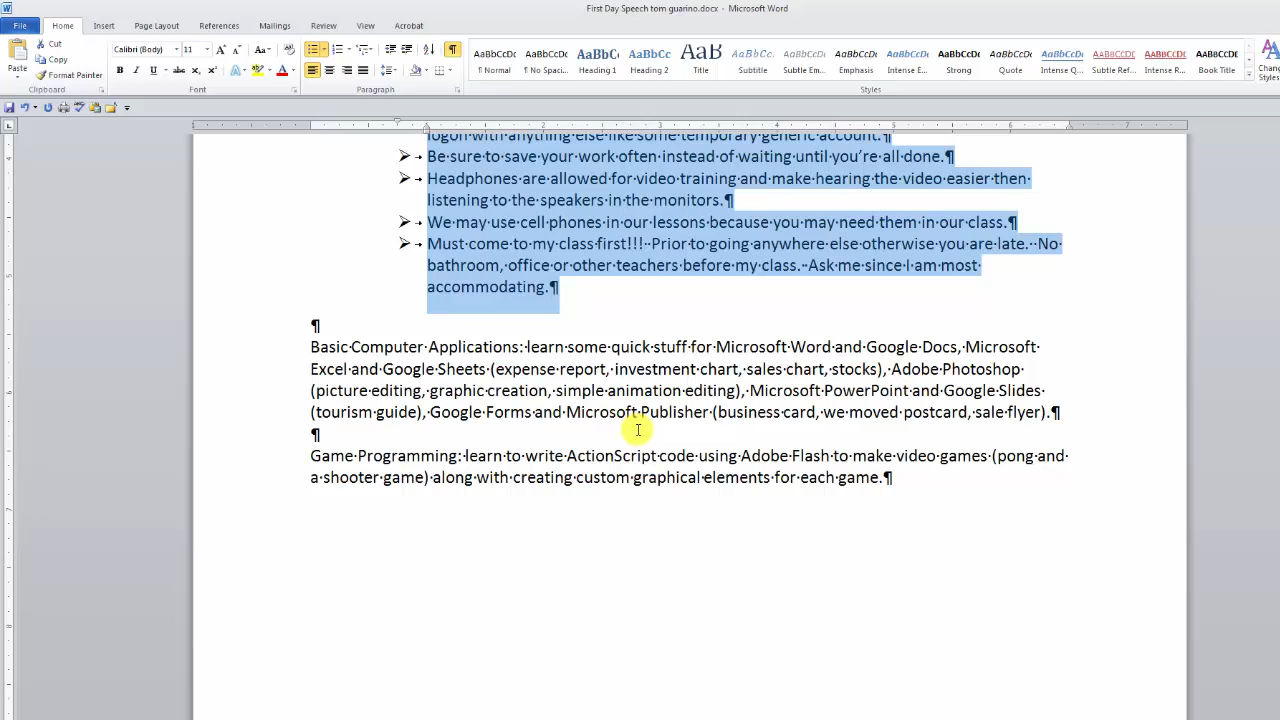 First Day Speech tom guarino.docx - Microsoft Word
File Home Insert Page Layout References Mailings Review View Acrobat
Paste Cut Copy Format Painter
Calibri (Body) 11
AaBbCcDc AaBbCcDc AaBbC AaBbCc AaB AaBbCc. AaBbCcDc AaBbCcDc AaBbCcDc AaBbCcDc AaBbCcDc AaBbCcDc AABBCCDD AABBCCDD AaBbCcDc
¶ Normal ¶ No Spaci... Heading 1 Heading 2 Title Subtitle Subtle Em... Emphasis Intense E... Strong Quote Intense Q... Subtle Ref... Intense R... Book Title Change Styles
Clipboard Font Paragraph Styles
1 2 3 4 5 6 7
logon with anything else like some temporary generic account.¶
Be sure to save your work often instead of waiting until you're all done.¶
Headphones are allowed for video training and make hearing the video easier then
listening to the speakers in the monitors.¶
We may use cell phones in our lessons because you may need them in our class.¶
Must come to my class first!!! Prior to going anywhere else otherwise you are late. No
bathroom, office or other teachers before my class. Ask me since I am most
accommodating.¶
¶
Basic Computer Applications: learn some quick stuff for Microsoft Word and Google Docs, Microsoft
Excel and Google Sheets (expense report, investment chart, sales chart, stocks), Adobe Photoshop
(picture editing, graphic creation, simple animation editing), Microsoft PowerPoint and Google Slides
(tourism guide), Google Forms and Microsoft Publisher (business card, we moved postcard, sale flyer).¶
¶
Game Programming: learn to write ActionScript code using Adobe Flash to make video games (pong and
a shooter game) along with creating custom graphical elements for each game.¶